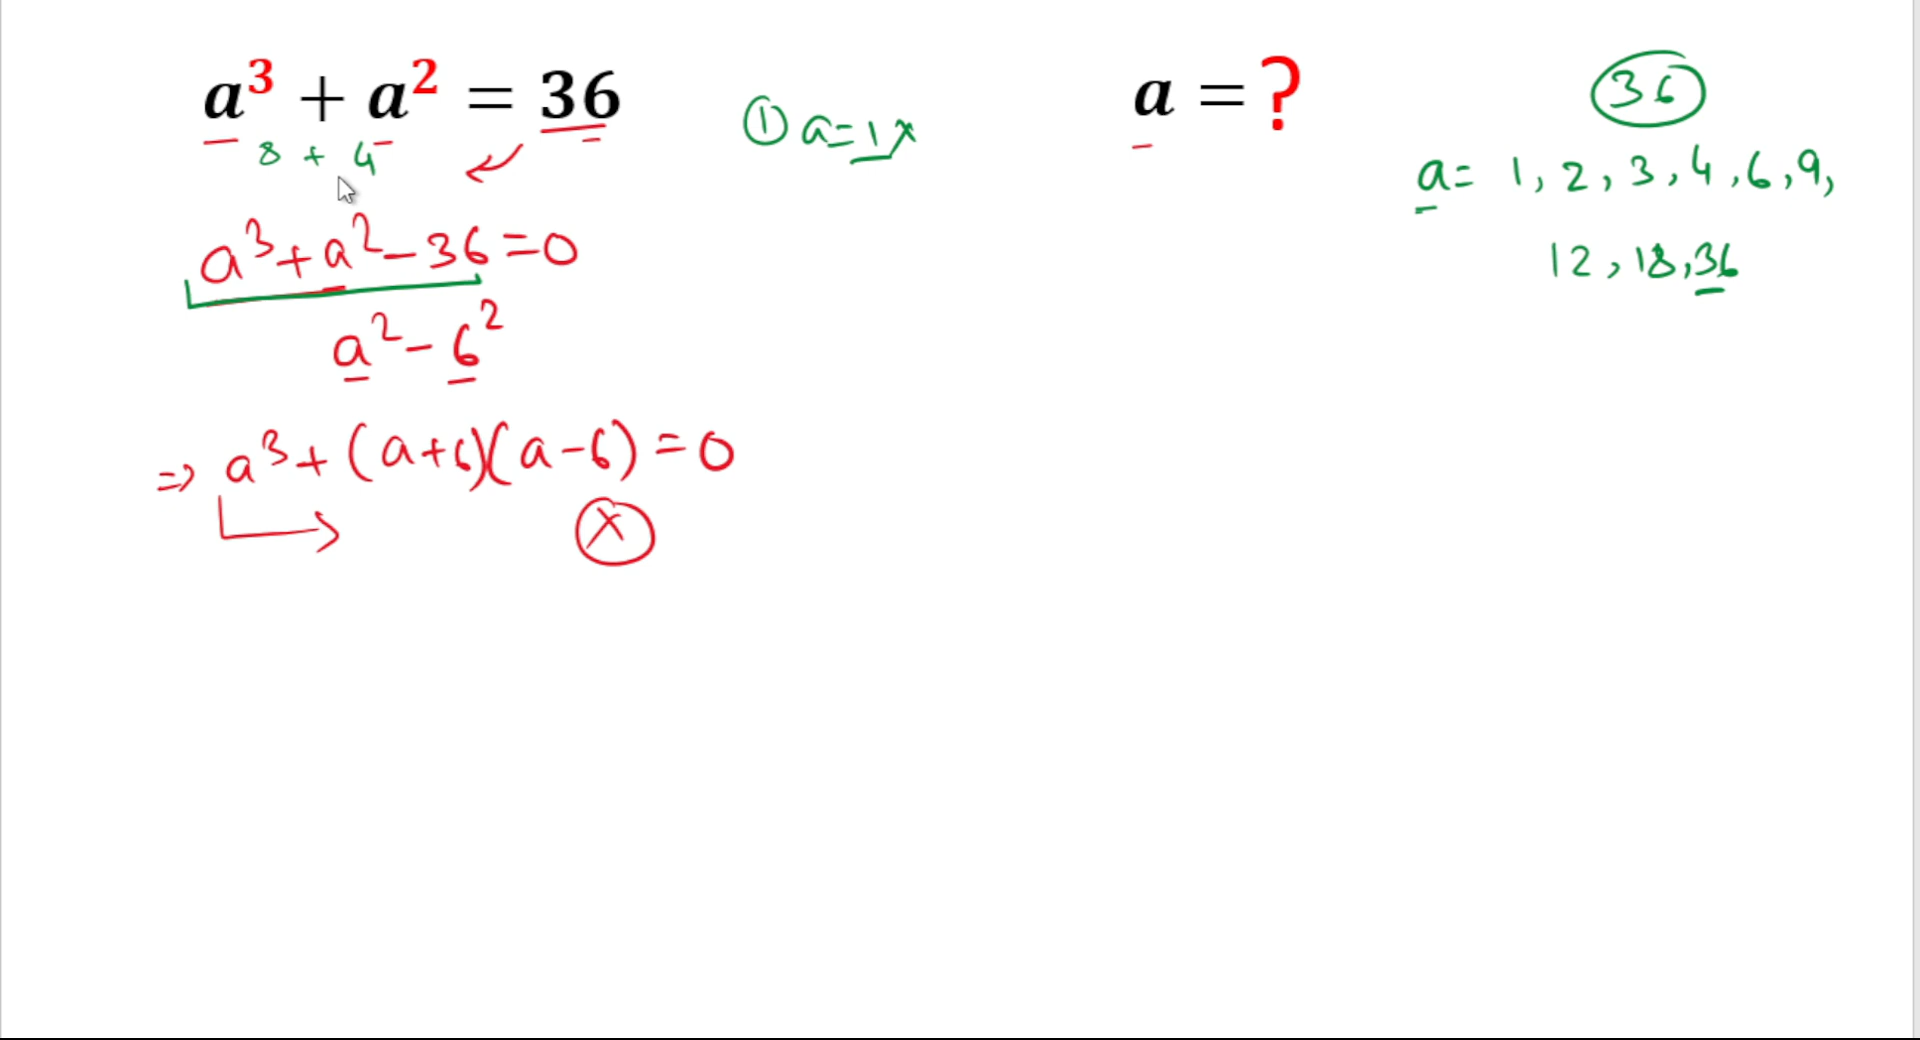 a³ + a² = 36
a = ?
36
① a = 1 ×
8 + 4
a = 1, 2, 3, 4, 6, 9,
12, 18, 36
a³ + a² − 36 = 0
a² − 6²
⇒ a³ + (a+6)(a−6) = 0
×